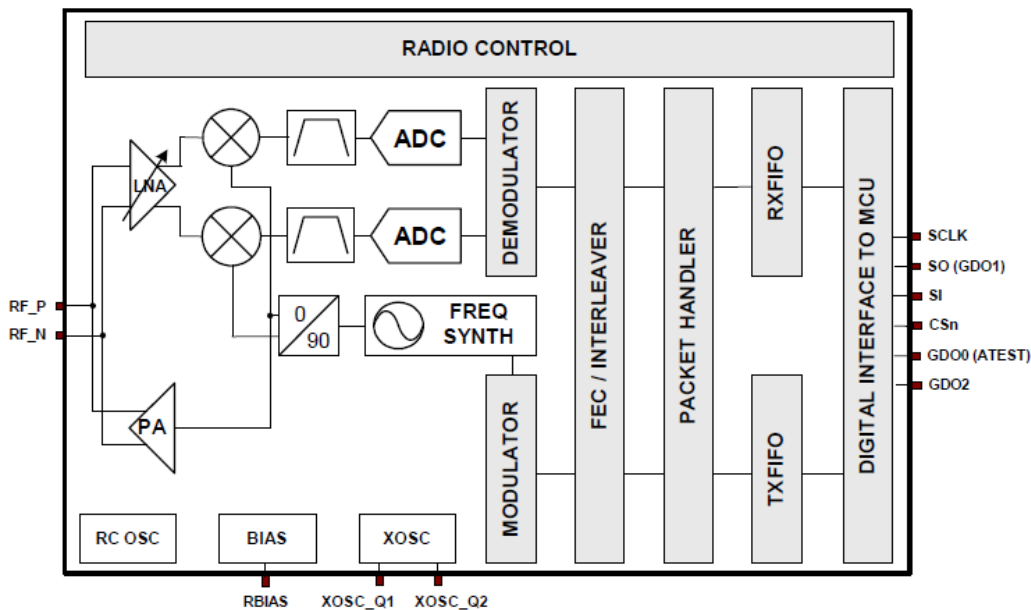 RADIO CONTROL
LNA
ADC
ADC
DEMODULATOR
FEC / INTERLEAVER
PACKET HANDLER
RXFIFO
DIGITAL INTERFACE TO MCU
SCLK
SO (GDO1)
SI
CSn
GDO0 (ATEST)
GDO2
RF_P
RF_N
0
90
FREQ
SYNTH
PA
MODULATOR
TXFIFO
RC OSC
BIAS
XOSC
RBIAS
XOSC_Q1
XOSC_Q2